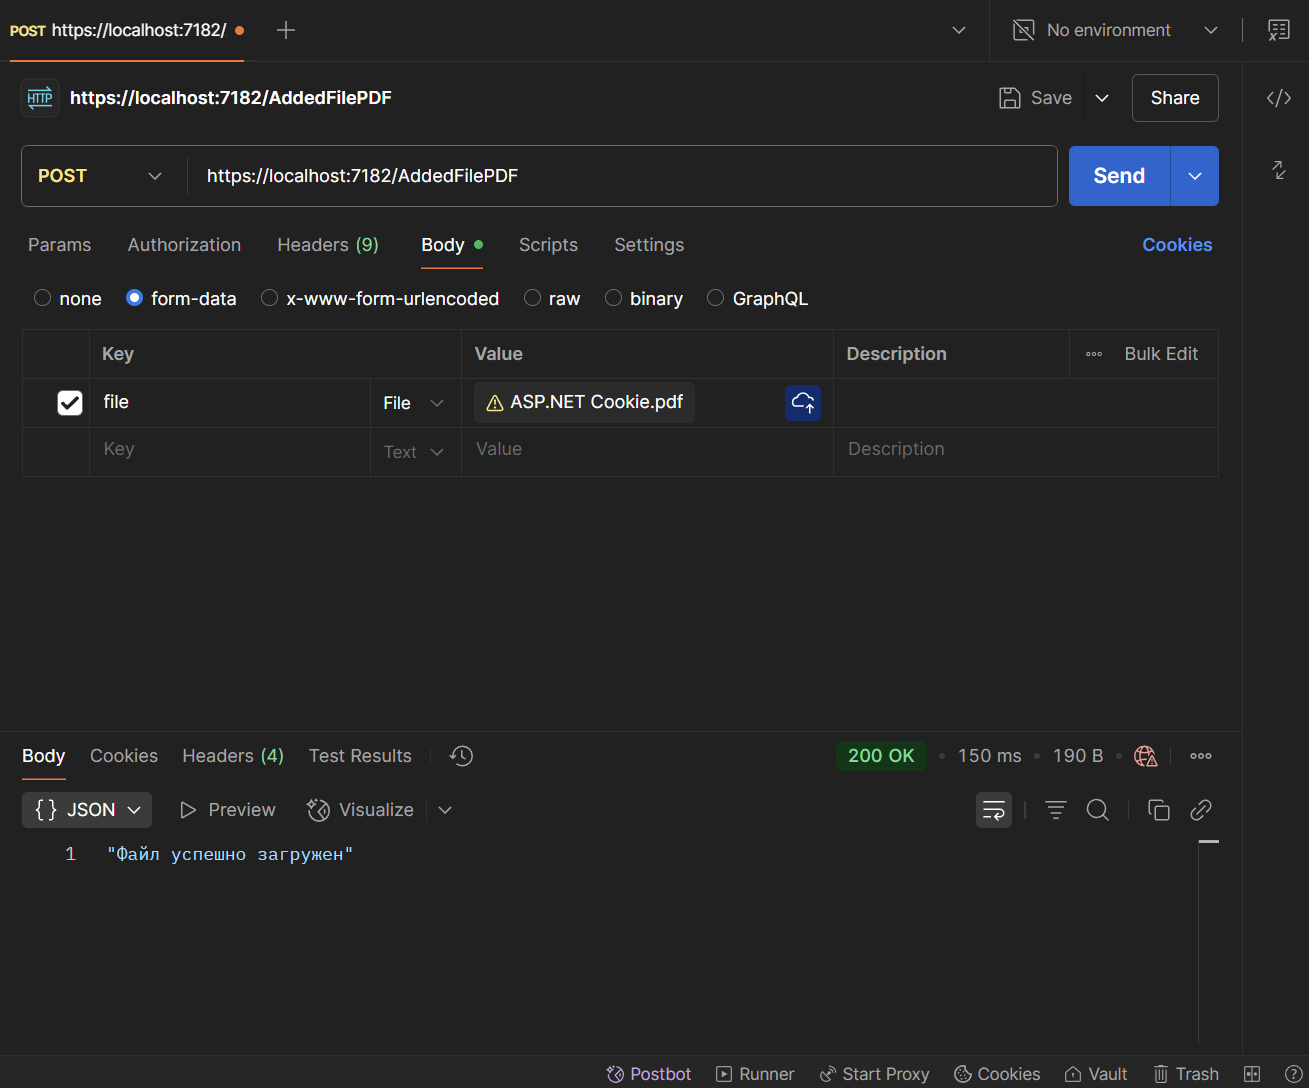 POST https://localhost:7182/
No environment
HTTP https://localhost:7182/AddedFilePDF
Save
Share
POST
https://localhost:7182/AddedFilePDF
Send
Params Authorization Headers (9) Body Scripts Settings Cookies
none form-data x-www-form-urlencoded raw binary GraphQL
Key Value Description Bulk Edit
file File ASP.NET Cookie.pdf
Key Text Value Description
Body Cookies Headers (4) Test Results 200 OK 150 ms 190 B
{} JSON Preview Visualize
1 "Файл успешно загружен"
Postbot Runner Start Proxy Cookies Vault Trash